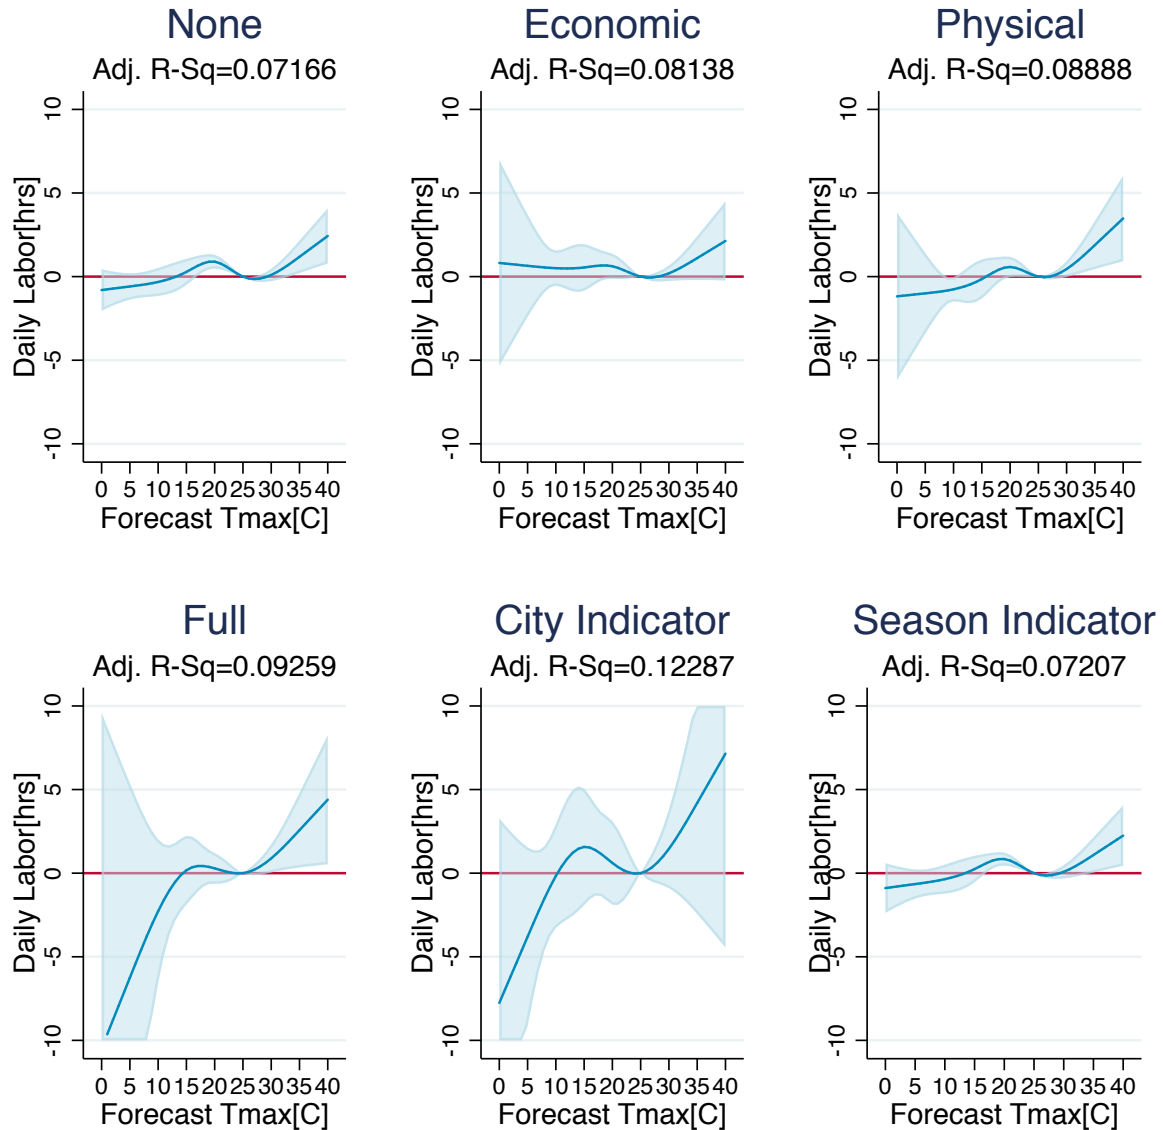 None
Adj. R-Sq=0.07166
Daily Labor[hrs]
10
5
0
-5
-10
0 5 10 15 20 25 30 35 40
Forecast Tmax[C]
Economic
Adj. R-Sq=0.08138
Daily Labor[hrs]
10
5
0
-5
-10
0 5 10 15 20 25 30 35 40
Forecast Tmax[C]
Physical
Adj. R-Sq=0.08888
Daily Labor[hrs]
10
5
0
-5
-10
0 5 10 15 20 25 30 35 40
Forecast Tmax[C]
Full
Adj. R-Sq=0.09259
Daily Labor[hrs]
10
5
0
-5
-10
0 5 10 15 20 25 30 35 40
Forecast Tmax[C]
City Indicator
Adj. R-Sq=0.12287
Daily Labor[hrs]
10
5
0
-5
-10
0 5 10 15 20 25 30 35 40
Forecast Tmax[C]
Season Indicator
Adj. R-Sq=0.07207
Daily Labor[hrs]
10
5
0
-5
-10
0 5 10 15 20 25 30 35 40
Forecast Tmax[C]